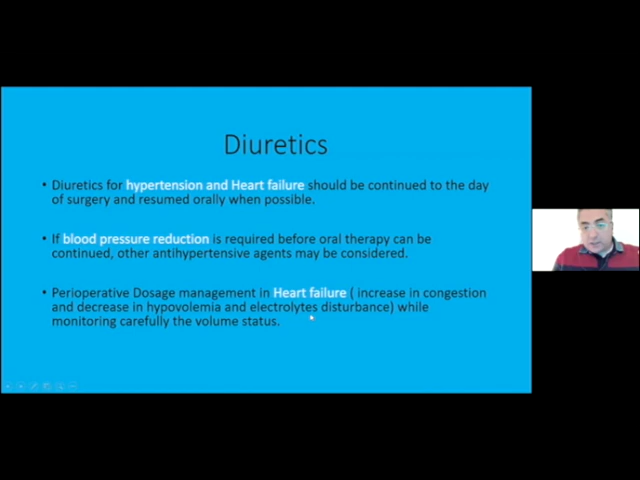 Diuretics
• Diuretics for hypertension and Heart failure should be continued to the day
of surgery and resumed orally when possible.
• If blood pressure reduction is required before oral therapy can be
continued, other antihypertensive agents may be considered.
• Perioperative Dosage management in Heart failure ( increase in congestion
and decrease in hypovolemia and electrolytes disturbance) while
monitoring carefully the volume status.